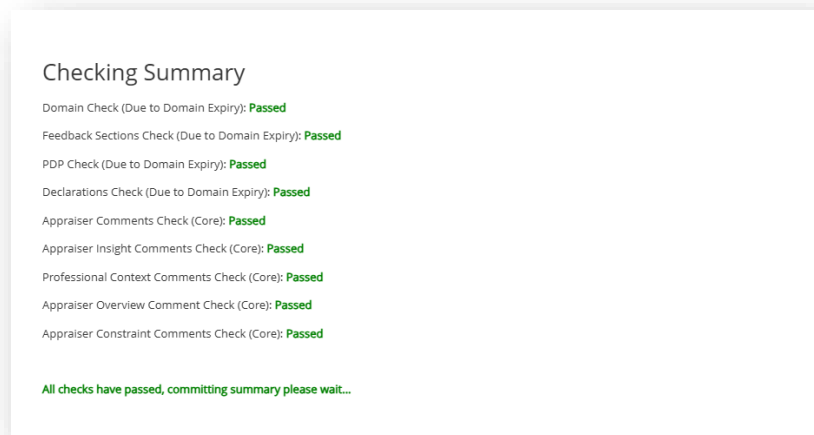 Checking Summary
Domain Check (Due to Domain Expiry): Passed
Feedback Sections Check (Due to Domain Expiry): Passed
PDP Check (Due to Domain Expiry): Passed
Declarations Check (Due to Domain Expiry): Passed
Appraiser Comments Check (Core): Passed
Appraiser Insight Comments Check (Core): Passed
Professional Context Comments Check (Core): Passed
Appraiser Overview Comment Check (Core): Passed
Appraiser Constraint Comments Check (Core): Passed
All checks have passed, committing summary please wait...